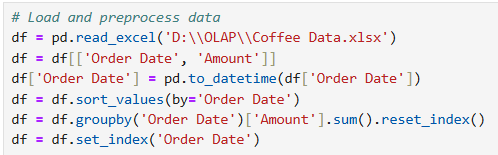 # Load and preprocess data
df = pd.read_excel('D:\\OLAP\\Coffee Data.xlsx')
df = df[['Order Date', 'Amount']]
df['Order Date'] = pd.to_datetime(df['Order Date'])
df = df.sort_values(by='Order Date')
df = df.groupby('Order Date')['Amount'].sum().reset_index()
df = df.set_index('Order Date')